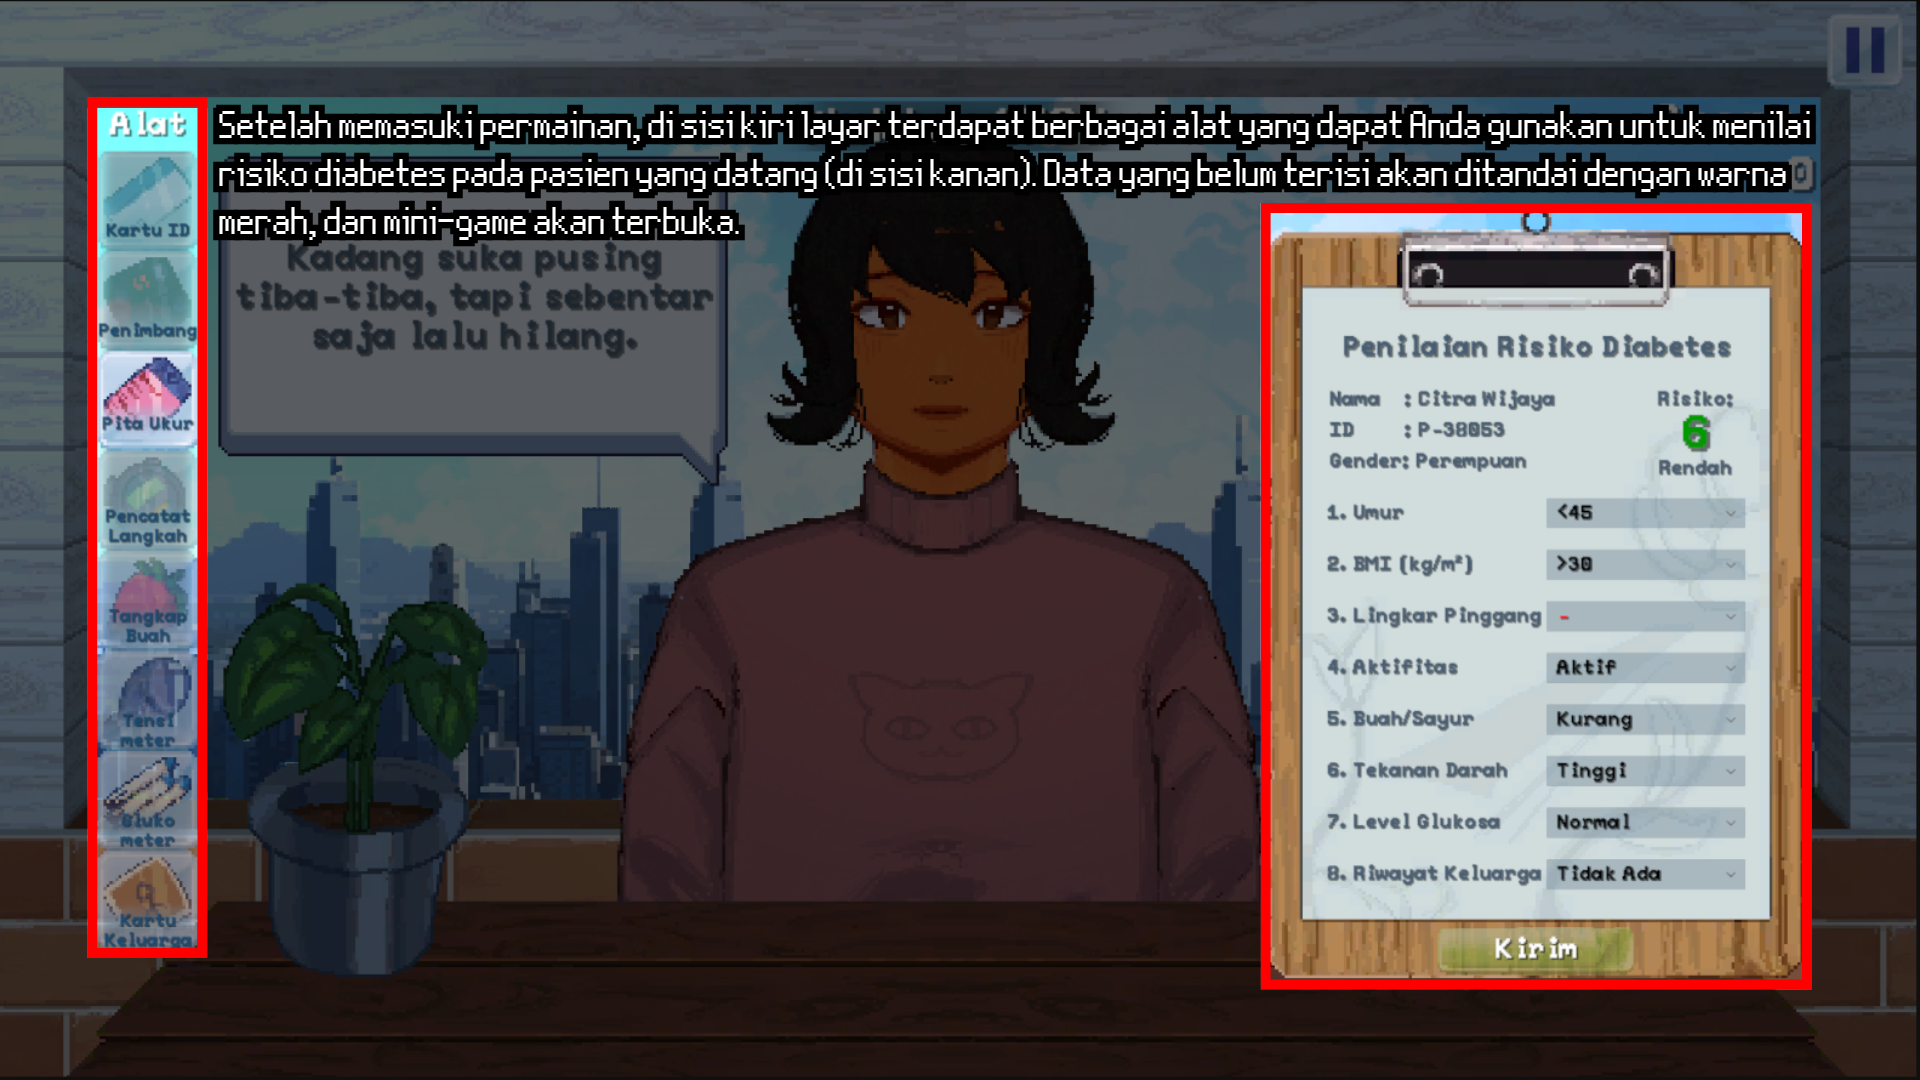 Alat
Setelah memasuki permainan, di sisi kiri layar terdapat berbagai alat yang dapat Anda gunakan untuk menilai
risiko diabetes pada pasien yang datang (di sisi kanan). Data yang belum terisi akan ditandai dengan warna
merah, dan mini-game akan terbuka.
Kartu ID
Penimbang
Pita Ukur
Pencatat
Langkah
Tangkap
Buah
Tensi
meter
Gluko
meter
Kartu
Keluarga
Kadang suka pusing
tiba-tiba, tapi sebentar
saja lalu hilang.
Penilaian Risiko Diabetes
Nama : Citra Wijaya
ID : P-38053
Gender: Perempuan
Risiko:
6
Rendah
1. Umur <45
2. BMI (kg/m²) >30
3. Lingkar Pinggang -
4. Aktifitas Aktif
5. Buah/Sayur Kurang
6. Tekanan Darah Tinggi
7. Level Glukosa Normal
8. Riwayat Keluarga Tidak Ada
Kirim